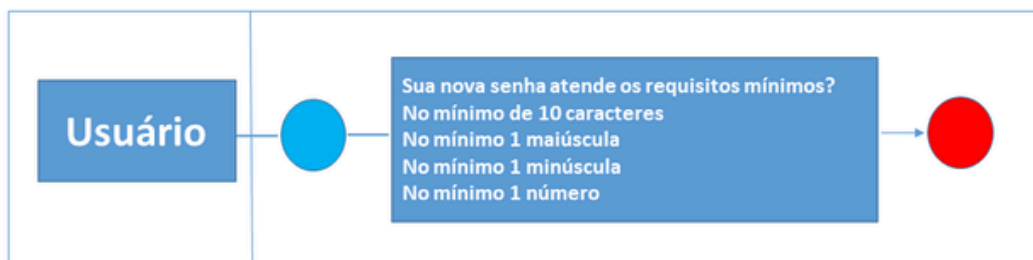 Usuário
Sua nova senha atende os requisitos mínimos?
No mínimo de 10 caracteres
No mínimo 1 maiúscula
No mínimo 1 minúscula
No mínimo 1 número